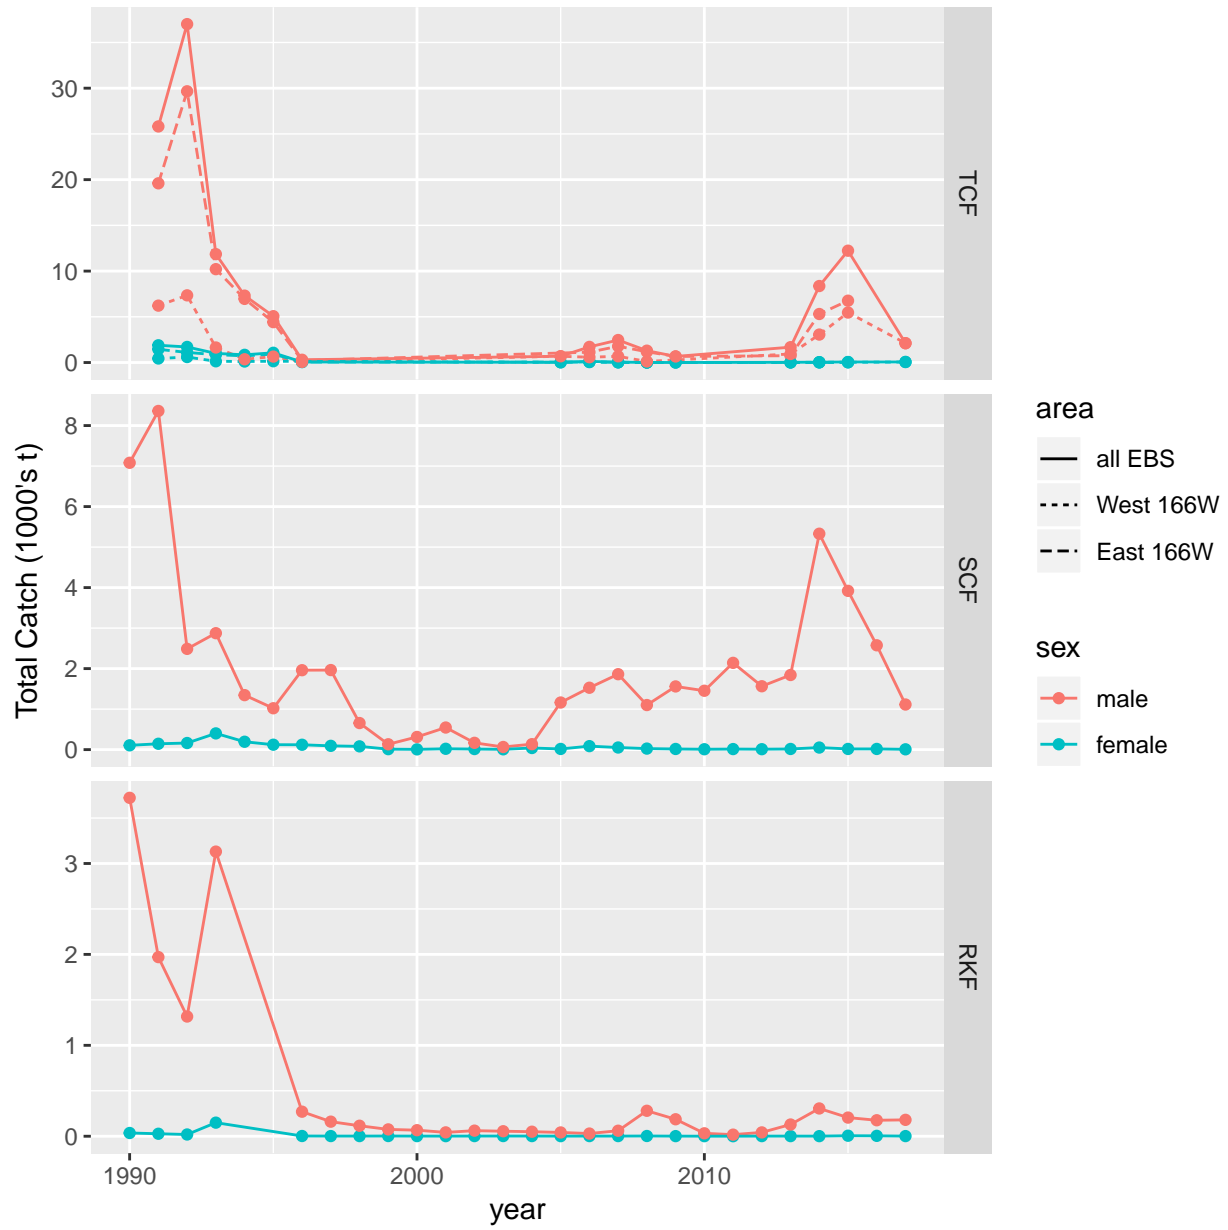 30
20
10
0
TCF
8
6
4
2
0
SCF
3
2
1
0
RKF
1990
2000
2010
year
Total Catch (1000's t)
area
all EBS
West 166W
East 166W
sex
male
female